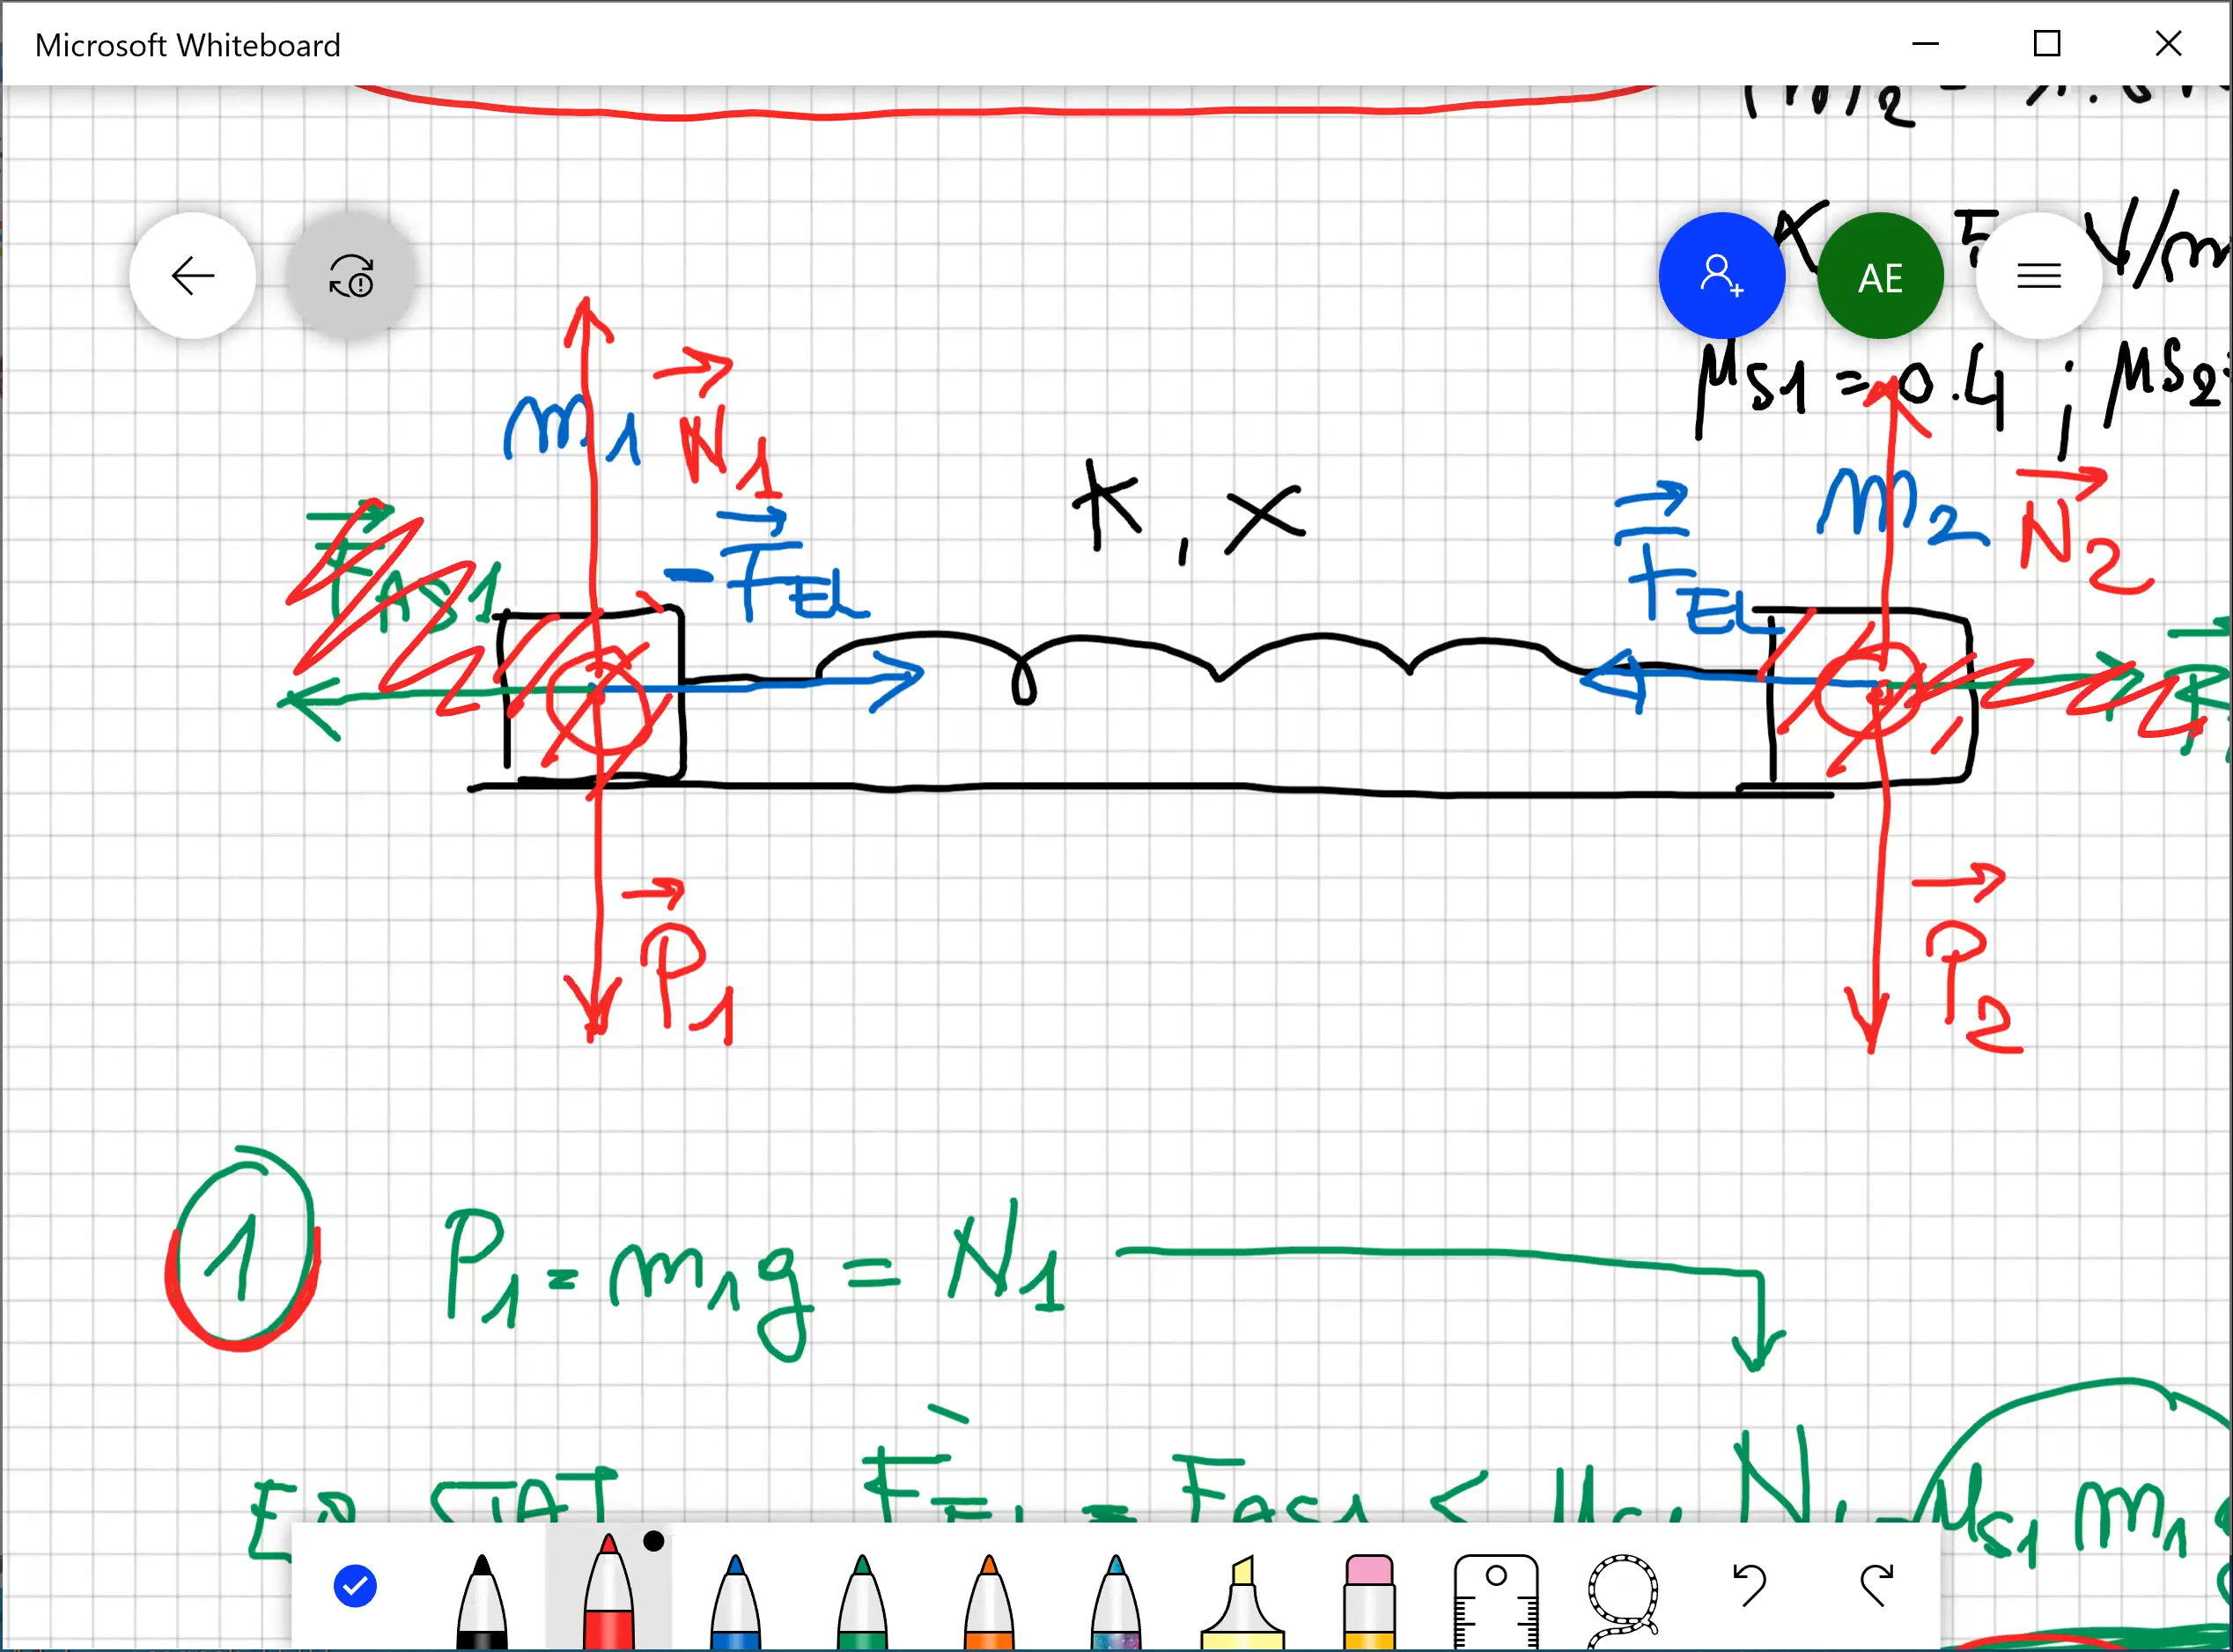 Microsoft Whiteboard
K
AE
μS1 = 0.4 ; μS2
m1 N1
K , x
m2 N2
FAS1 -FEL FEL
P1 P2
1 P1 = m1g = N1
FEL = FAS1 < μS1 N1 = μS1 m1